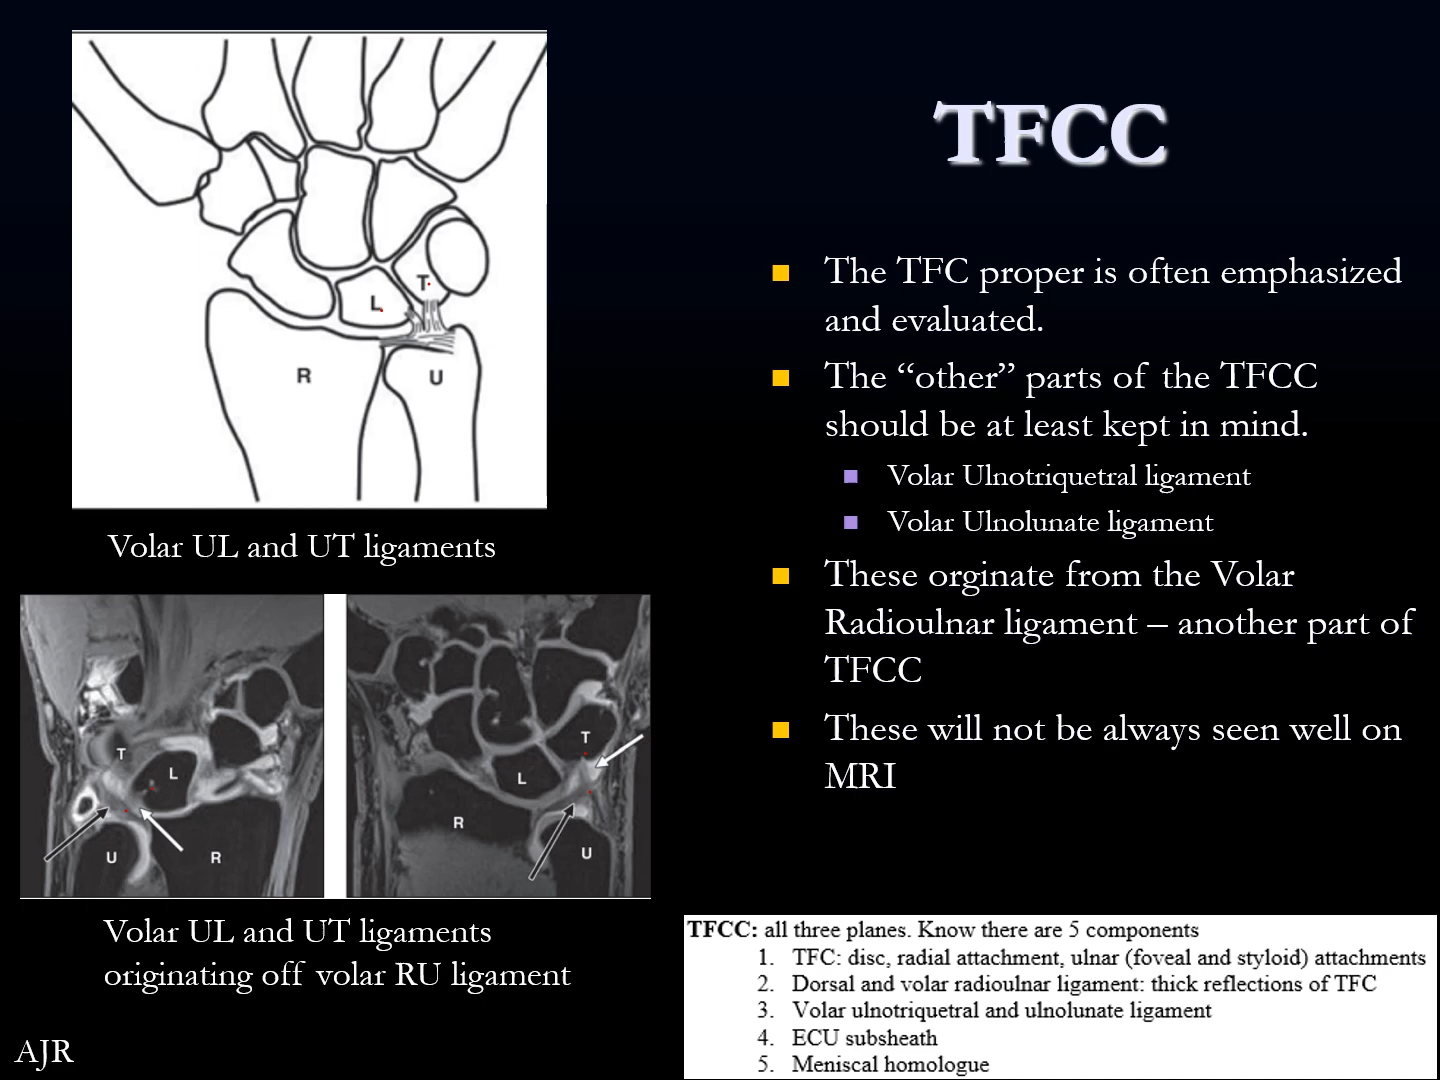 TFCC
T
L
R
U
Volar UL and UT ligaments
T
L
U
R
T
L
R
U
Volar UL and UT ligaments
originating off volar RU ligament
AJR
The TFC proper is often emphasized
and evaluated.
The “other” parts of the TFCC
should be at least kept in mind.
Volar Ulnotriquetral ligament
Volar Ulnolunate ligament
These orginate from the Volar
Radioulnar ligament – another part of
TFCC
These will not be always seen well on
MRI
TFCC: all three planes. Know there are 5 components
1. TFC: disc, radial attachment, ulnar (foveal and styloid) attachments
2. Dorsal and volar radioulnar ligament: thick reflections of TFC
3. Volar ulnotriquetral and ulnolunate ligament
4. ECU subsheath
5. Meniscal homologue